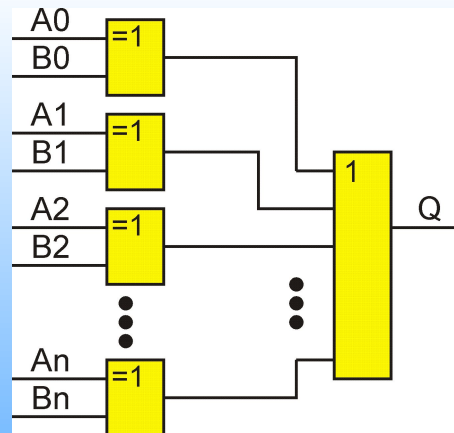 A0
=1
B0
A1
=1
B1
1
A2
=1
B2
Q
An
=1
Bn